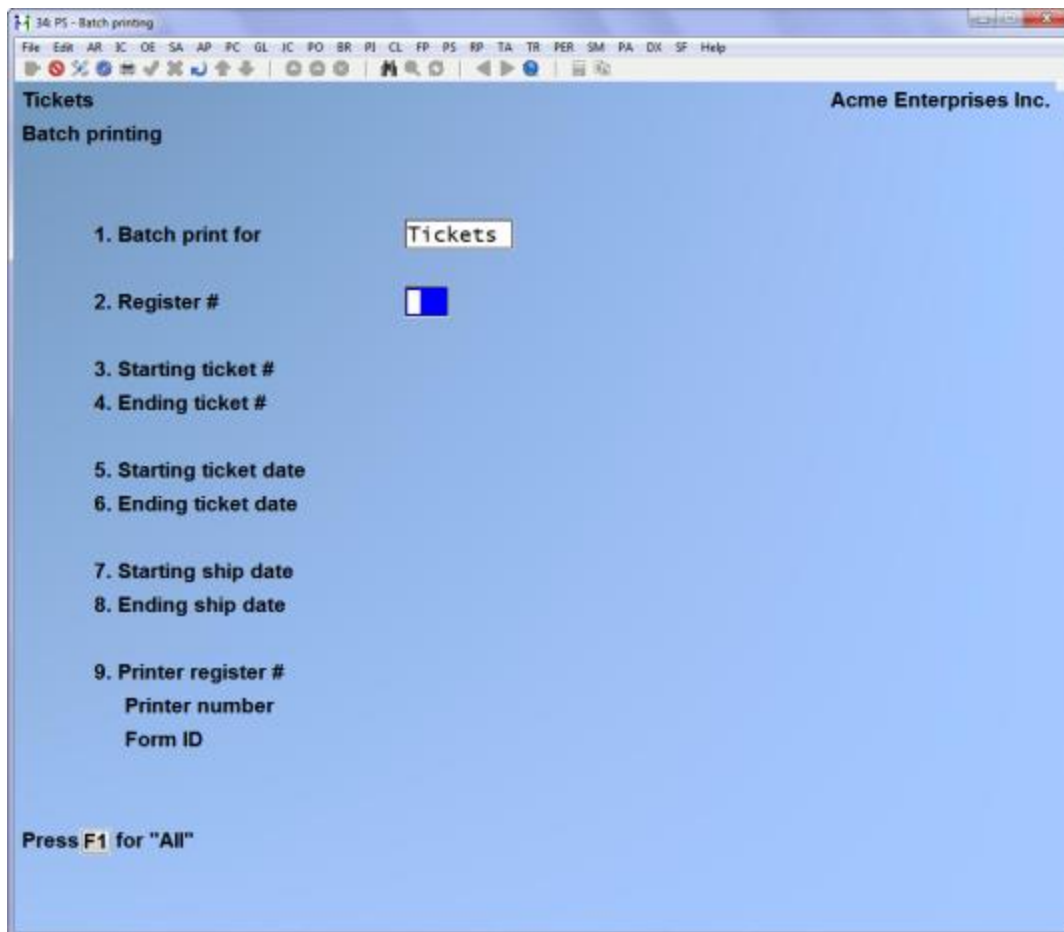 34: PS - Batch printing
File Edit AR IC OE SA AP PC GL JC PO BR PI CL FP PS RP TA TR PER SM PA DX SF Help
Tickets Acme Enterprises Inc.
Batch printing
1. Batch print for Tickets
2. Register #
3. Starting ticket #
4. Ending ticket #
5. Starting ticket date
6. Ending ticket date
7. Starting ship date
8. Ending ship date
9. Printer register #
Printer number
Form ID
Press F1 for "All"